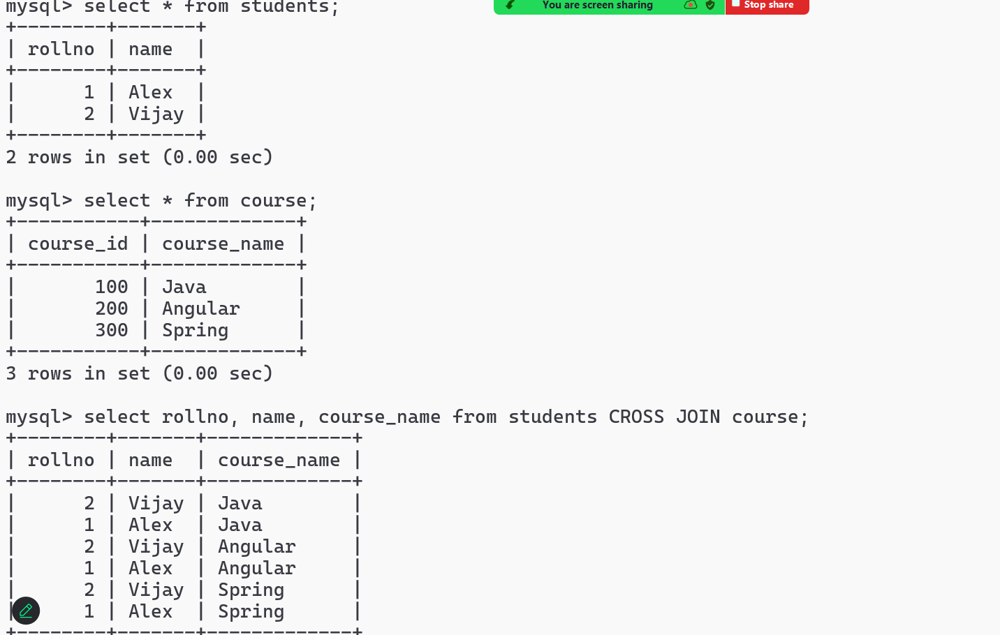 mysql> select * from students;
You are screen sharing
Stop share
+--------+-------+
| rollno | name  |
+--------+-------+
|      1 | Alex  |
|      2 | Vijay |
+--------+-------+
2 rows in set (0.00 sec)
mysql> select * from course;
+-----------+-------------+
| course_id | course_name |
+-----------+-------------+
|       100 | Java        |
|       200 | Angular     |
|       300 | Spring      |
+-----------+-------------+
3 rows in set (0.00 sec)
mysql> select rollno, name, course_name from students CROSS JOIN course;
+--------+-------+-------------+
| rollno | name  | course_name |
+--------+-------+-------------+
|      2 | Vijay | Java        |
|      1 | Alex  | Java        |
|      2 | Vijay | Angular     |
|      1 | Alex  | Angular     |
|      2 | Vijay | Spring      |
|      1 | Alex  | Spring      |
+--------+-------+-------------+